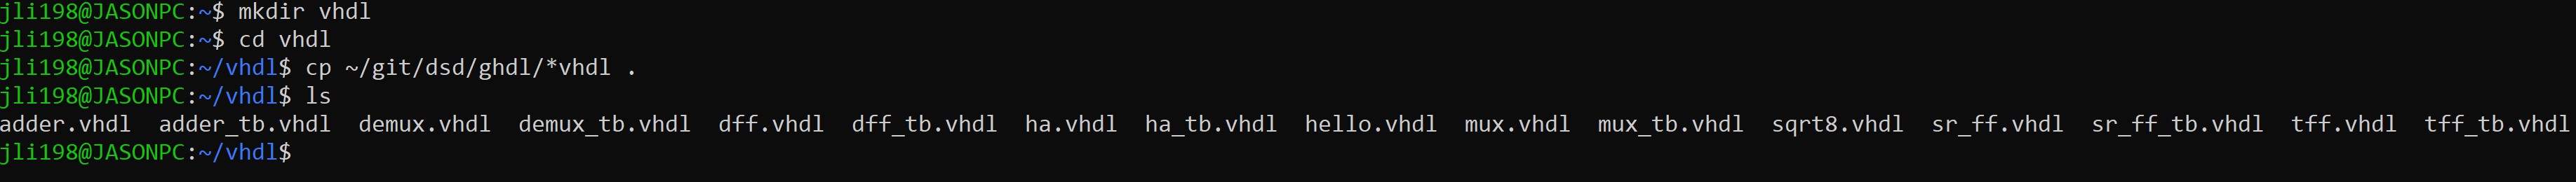 jli198@JASONPC:~$ mkdir vhdl
jli198@JASONPC:~$ cd vhdl
jli198@JASONPC:~/vhdl$ cp ~/git/dsd/ghdl/*vhdl .
jli198@JASONPC:~/vhdl$ ls
adder.vhdl  adder_tb.vhdl  demux.vhdl  demux_tb.vhdl  dff.vhdl  dff_tb.vhdl  ha.vhdl  ha_tb.vhdl  hello.vhdl  mux.vhdl  mux_tb.vhdl  sqrt8.vhdl  sr_ff.vhdl  sr_ff_tb.vhdl  tff.vhdl  tff_tb.vhdl
jli198@JASONPC:~/vhdl$